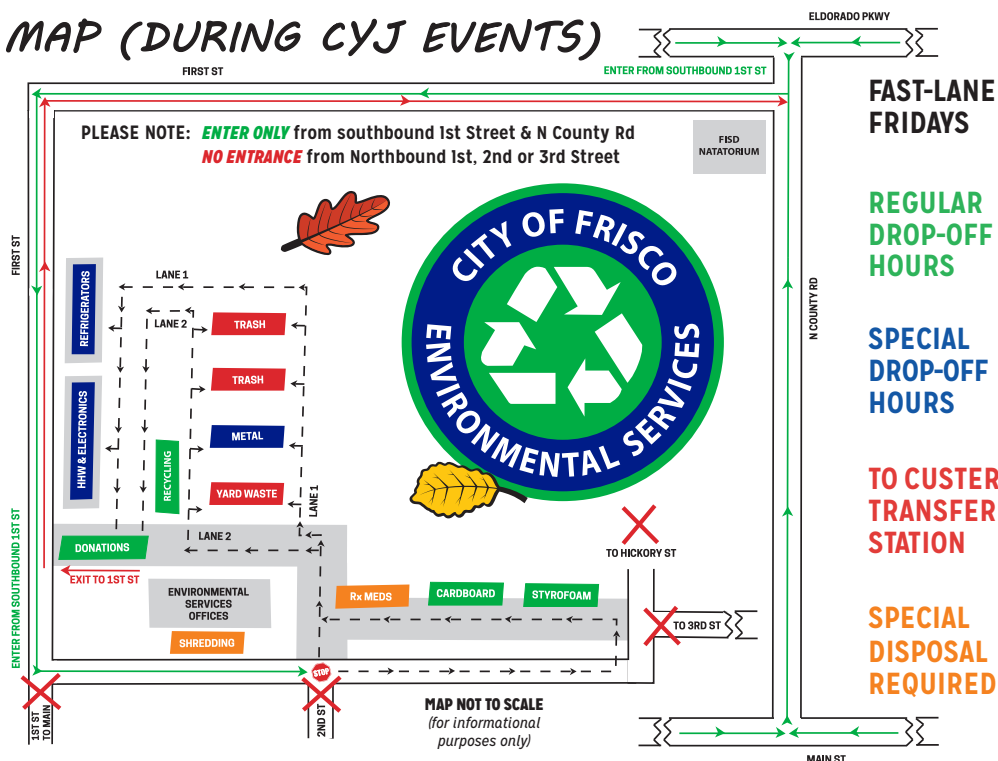 MAP (DURING CYJ EVENTS)
ELDORADO PKWY
FIRST ST
ENTER FROM SOUTHBOUND 1ST ST
PLEASE NOTE: ENTER ONLY from southbound 1st Street & N County Rd
NO ENTRANCE from Northbound 1st, 2nd or 3rd Street
FISD
NATATORIUM
FAST-LANE
FRIDAYS
REGULAR
DROP-OFF
HOURS
SPECIAL
DROP-OFF
HOURS
TO CUSTER
TRANSFER
STATION
SPECIAL
DISPOSAL
REQUIRED
CITY OF FRISCO
ENVIRONMENTAL SERVICES
FIRST ST
N COUNTY RD
LANE 1
LANE 2
REFRIGERATORS
TRASH
TRASH
HHW & ELECTRONICS
METAL
RECYCLING
YARD WASTE
LANE 1
LANE 2
DONATIONS
EXIT TO 1ST ST
ENTER FROM SOUTHBOUND 1ST ST
ENVIRONMENTAL
SERVICES
OFFICES
SHREDDING
Rx MEDS
CARDBOARD
STYROFOAM
TO HICKORY ST
TO 3RD ST
STOP
1ST ST
TO MAIN
2ND ST
MAP NOT TO SCALE
(for informational
purposes only)
MAIN ST